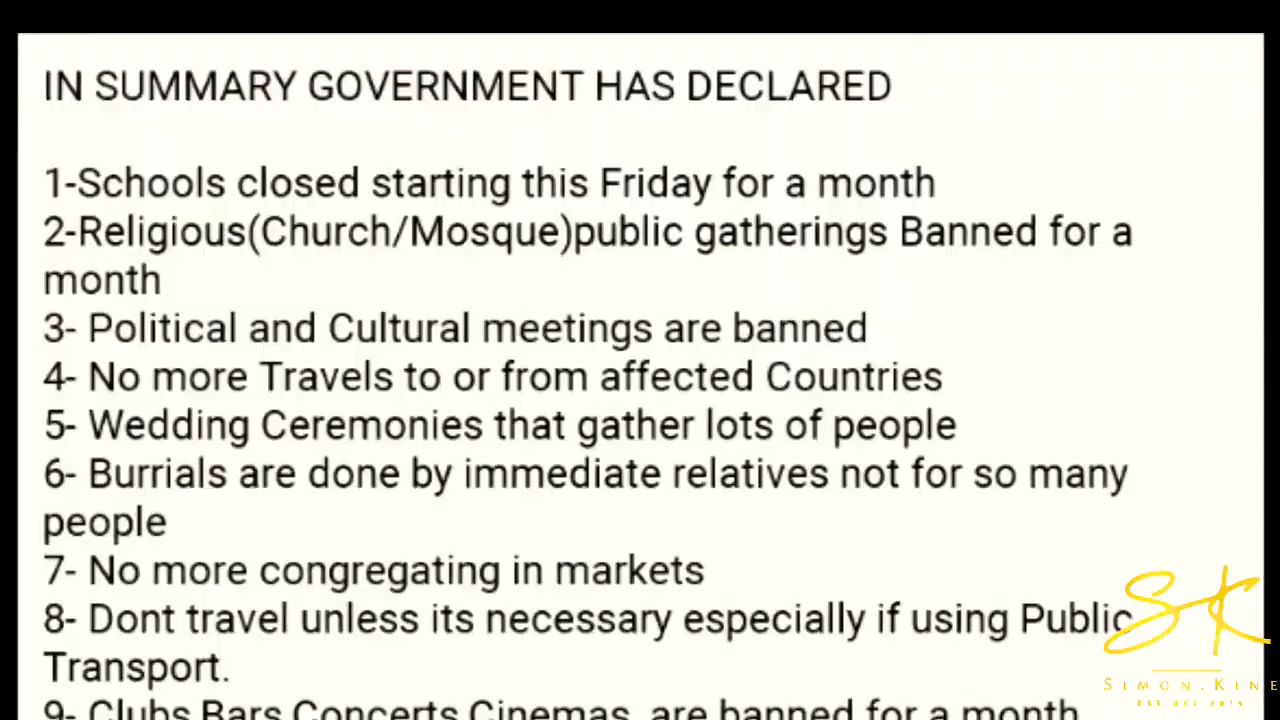 IN SUMMARY GOVERNMENT HAS DECLARED
1-Schools closed starting this Friday for a month
2-Religious(Church/Mosque)public gatherings Banned for a
month
3- Political and Cultural meetings are banned
4- No more Travels to or from affected Countries
5- Wedding Ceremonies that gather lots of people
6- Burrials are done by immediate relatives not for so many
people
7- No more congregating in markets
8- Dont travel unless its necessary especially if using Public
Transport.
9- Clubs Bars Concerts Cinemas are banned for a month
SK
SIMON.KINE